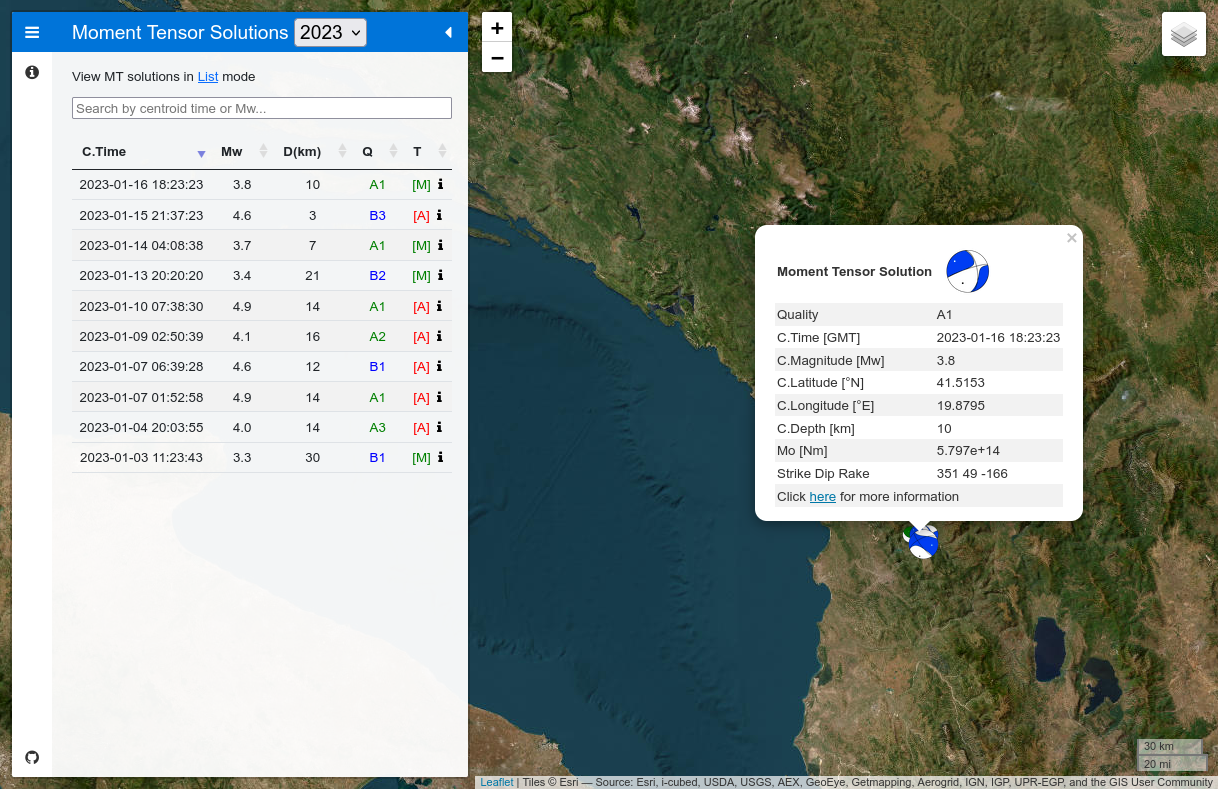 Moment Tensor Solutions 2023
View MT solutions in List mode
Search by centroid time or Mw...
C.Time Mw D(km) Q T
2023-01-16 18:23:23 3.8 10 A1 [M]
2023-01-15 21:37:23 4.6 3 B3 [A]
2023-01-14 04:08:38 3.7 7 A1 [M]
2023-01-13 20:20:20 3.4 21 B2 [M]
2023-01-10 07:38:30 4.9 14 A1 [A]
2023-01-09 02:50:39 4.1 16 A2 [A]
2023-01-07 06:39:28 4.6 12 B1 [A]
2023-01-07 01:52:58 4.9 14 A1 [A]
2023-01-04 20:03:55 4.0 14 A3 [A]
2023-01-03 11:23:43 3.3 30 B1 [M]
+
−
×
Moment Tensor Solution
Quality A1
C.Time [GMT] 2023-01-16 18:23:23
C.Magnitude [Mw] 3.8
C.Latitude [°N] 41.5153
C.Longitude [°E] 19.8795
C.Depth [km] 10
Mo [Nm] 5.797e+14
Strike Dip Rake 351 49 -166
Click here for more information
30 km
20 mi
Leaflet | Tiles © Esri — Source: Esri, i-cubed, USDA, USGS, AEX, GeoEye, Getmapping, Aerogrid, IGN, IGP, UPR-EGP, and the GIS User Community